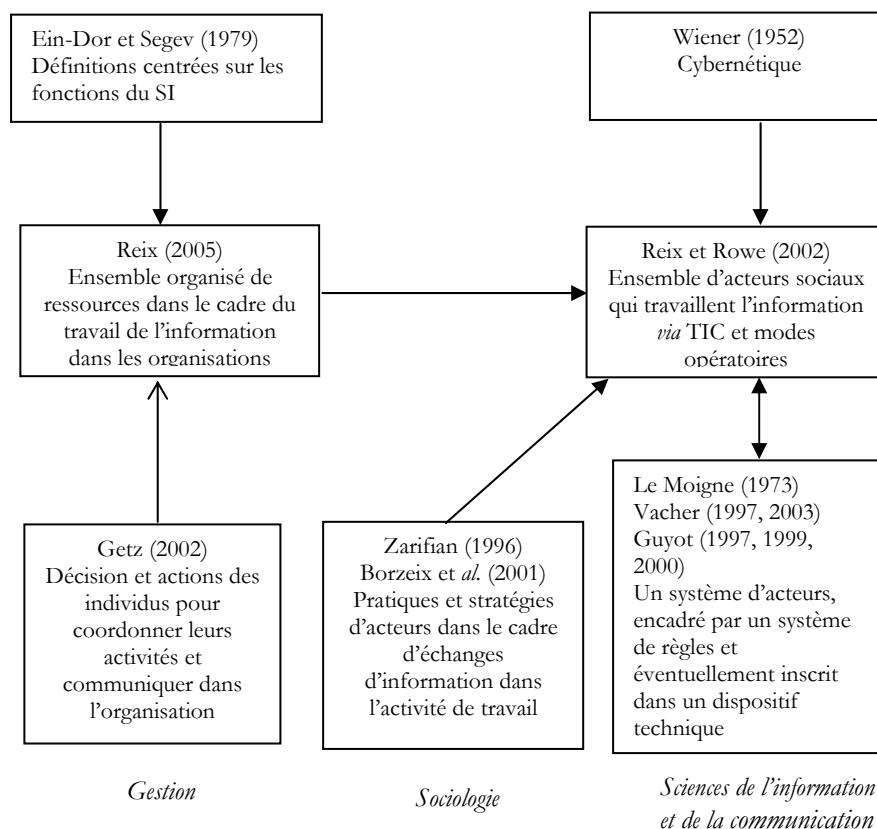 Ein-Dor et Segev (1979)
Définitions centrées sur les
fonctions du SI
Wiener (1952)
Cybernétique
Reix (2005)
Ensemble organisé de
ressources dans le cadre du
travail de l'information
dans les organisations
Reix et Rowe (2002)
Ensemble d'acteurs sociaux
qui travaillent l'information
via TIC et modes
opératoires
Getz (2002)
Décision et actions des
individus pour
coordonner leurs
activités et
communiquer dans
l'organisation
Zarifian (1996)
Borzeix et al. (2001)
Pratiques et stratégies
d'acteurs dans le cadre
d'échanges
d'information dans
l'activité de travail
Le Moigne (1973)
Vacher (1997, 2003)
Guyot (1997, 1999,
2000)
Un système d'acteurs,
encadré par un système
de règles et
éventuellement inscrit
dans un dispositif
technique
Gestion
Sociologie
Sciences de l'information
et de la communication